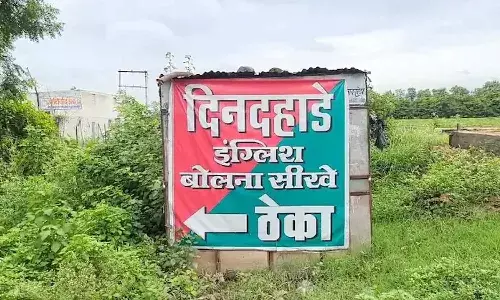 दिनदहाडे
इंग्लिश
बोलना सीखे
ठेका